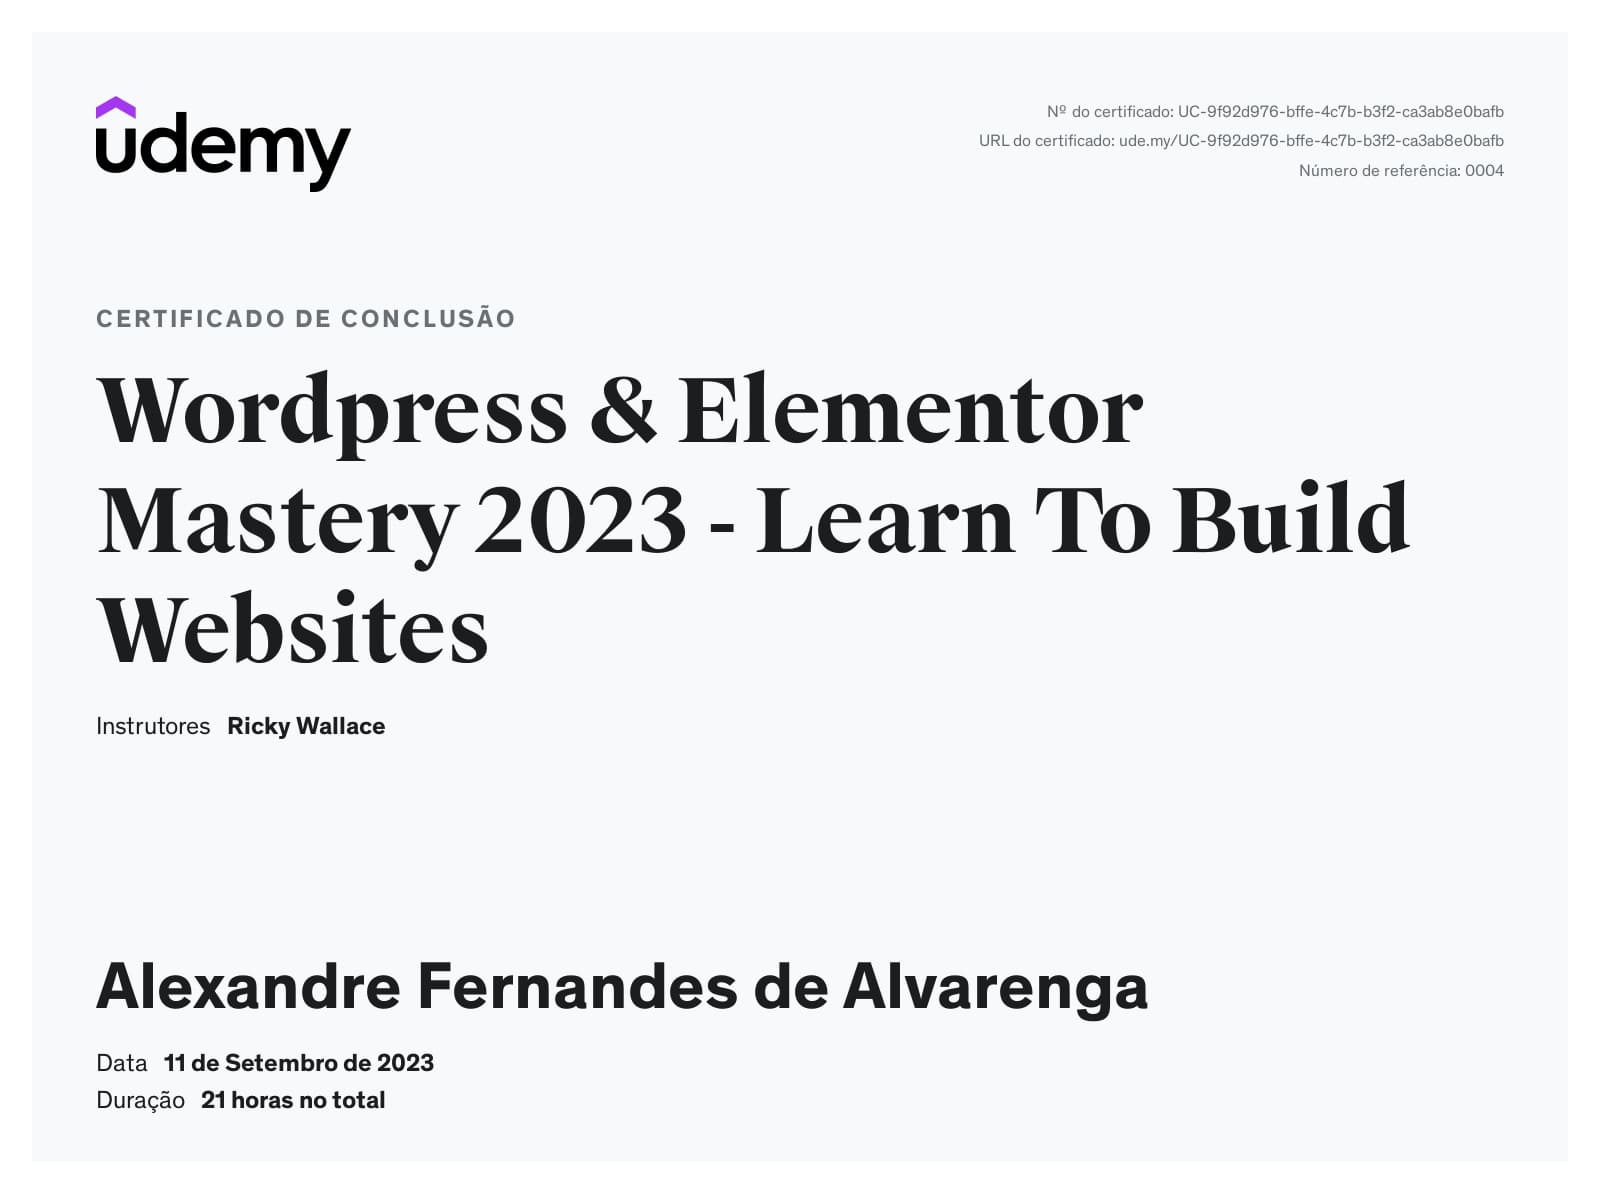 udemy
Nº do certificado: UC-9f92d976-bffe-4c7b-b3f2-ca3ab8e0bafb
URL do certificado: ude.my/UC-9f92d976-bffe-4c7b-b3f2-ca3ab8e0bafb
Número de referência: 0004
CERTIFICADO DE CONCLUSÃO
Wordpress & Elementor
Mastery 2023 - Learn To Build
Websites
Instrutores Ricky Wallace
Alexandre Fernandes de Alvarenga
Data 11 de Setembro de 2023
Duração 21 horas no total